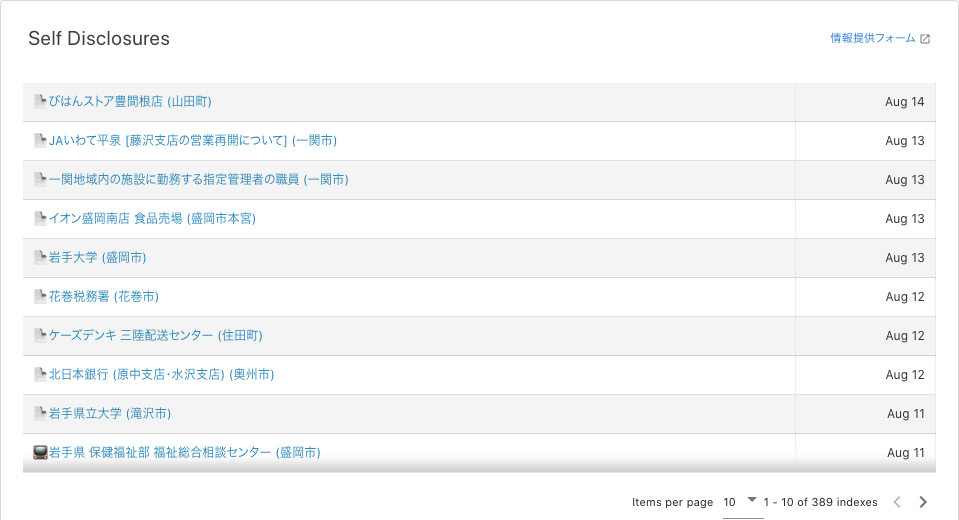 Self Disclosures
情報提供フォーム
びはんストア豊間根店 (山田町) Aug 14
JAいわて平泉 [藤沢支店の営業再開について] (一関市) Aug 13
一関地域内の施設に勤務する指定管理者の職員 (一関市) Aug 13
イオン盛岡南店 食品売場 (盛岡市本宮) Aug 13
岩手大学 (盛岡市) Aug 13
花巻税務署 (花巻市) Aug 12
ケーズデンキ 三陸配送センター (住田町) Aug 12
北日本銀行 (原中支店･水沢支店) (奥州市) Aug 12
岩手県立大学 (滝沢市) Aug 11
岩手県 保健福祉部 福祉総合相談センター (盛岡市) Aug 11
Items per page 10 1 - 10 of 389 indexes